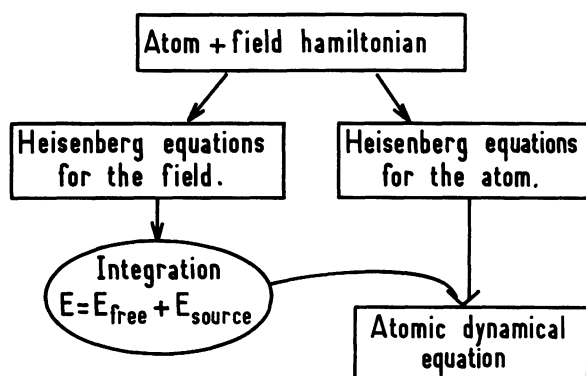 Atom + field hamiltonian
Heisenberg equations
for the field.
Heisenberg equations
for the atom.
Integration
E=E_free + E_source
Atomic dynamical
equation